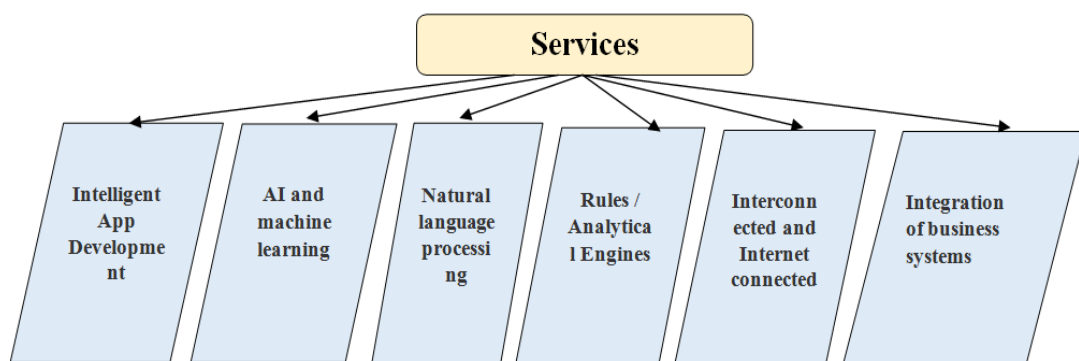 Services
Intelligent
App
Developme
nt
AI and
machine
learning
Natural
language
processi
ng
Rules /
Analytica
l Engines
Interconn
ected and
Internet
connected
Integration
of business
systems